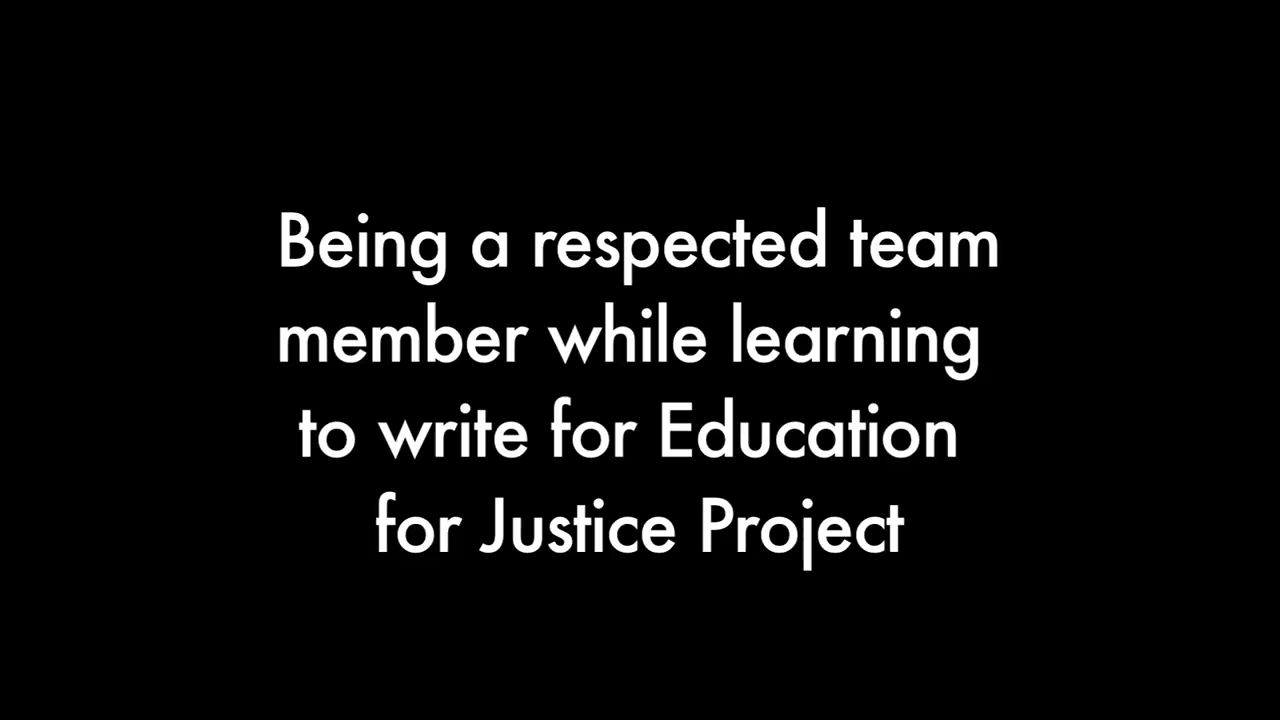 Being a respected team
member while learning
to write for Education
for Justice Project